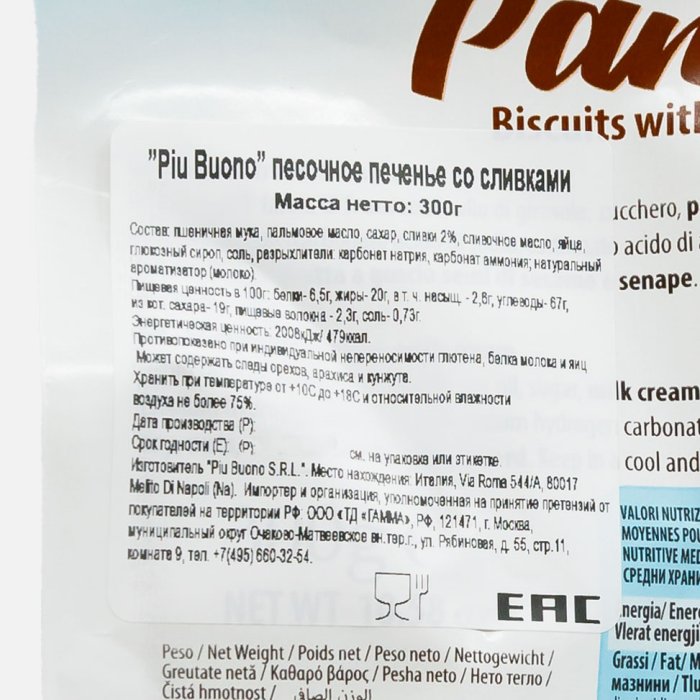 Pan
Biscuits with
"Piu Buono" песочное печенье со сливками
Масса нетто: 300г
Состав: пшеничная мука, пальмовое масло, сахар, сливки 2%, сливочное масло, яйца,
глюкозный сироп, соль, разрыхлители: карбонат натрия, карбонат аммония; натуральный
ароматизатор (молоко).
Пищевая ценность в 100г: белки- 6,5г, жиры- 20г, в т. ч. насыщ. - 2,6г, углеводы- 67г,
из кот. сахара- 19г, пищевые волокна - 2,3г, соль- 0,73г.
Энергетическая ценность: 2008кДж/ 479ккал.
Противопоказано при индивидуальной непереносимости глютена, белка молока и яиц
Может содержать следы орехов, арахиса и кунжута.
Хранить при температуре от +10С до +18С и относительной влажности
воздуха не более 75%.
Дата производства (P):
Срок годности (E): (P): см. на упаковке или этикетке.
Изготовитель "Piu Buono S.R.L.". Место нахождения: Италия, Via Roma 544/A, 80017
Melito Di Napoli (Na). Импортер и организация, уполномоченная на принятие претензий от
покупателей на территории РФ: ООО «ТД «ГАММА», РФ, 121471, г. Москва,
муниципальный округ Очаково-Матвеевское вн.тер.г., ул. Рябиновая, д. 55, стр.11,
комната 9, тел. +7(495) 660-32-54.
EAC
zucchero, p
acido di
senape.
lk cream
carbonat
cool and
VALORI NUTRIZ
MOYENNES POU
NUTRITIVE MED
СРЕДНИ ХРАНИ
nergia/ Ener
Vlerat energji
Grassi / Fat/ M
мазнини / Tlu
NET WT
Peso / Net Weight / Poids net / Peso neto / Nettogewicht /
Greutate netă / Καθαρό βάρος / Pesha neto / Нето тегло /
Čistá hmotnost / الوزن الصافي